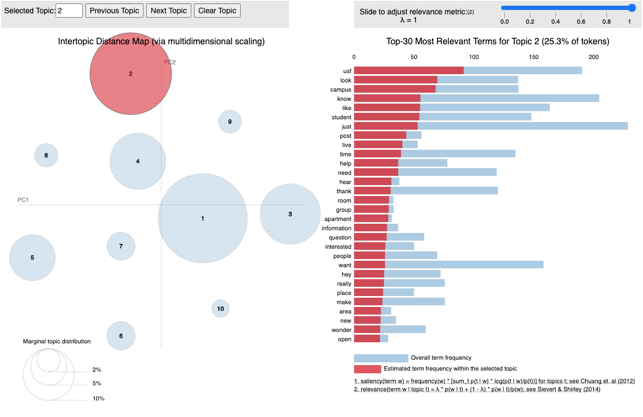 Selected Topic: 2 Previous Topic Next Topic Clear Topic
Slide to adjust relevance metric:(2)
λ = 1
0.0 0.2 0.4 0.6 0.8 1
Intertopic Distance Map (via multidimensional scaling)
PC2
PC1
2
9
8
4
1
3
7
5
10
6
Marginal topic distribution
2%
5%
10%
Top-30 Most Relevant Terms for Topic 2 (25.3% of tokens)
0 50 100 150 200
usf
look
campus
know
like
student
just
post
live
time
help
need
hear
thank
room
group
apartment
information
question
interested
people
want
hey
really
place
make
area
new
wonder
open
Overall term frequency
Estimated term frequency within the selected topic
1. saliency(term w) = frequency(w) * [sum_t p(t | w) * log(p(t | w)/p(t))] for topics t; see Chuang et. al (2012)
2. relevance(term w | topic t) = λ * p(w | t) + (1 - λ) * p(w | t)/p(w); see Sievert & Shirley (2014)